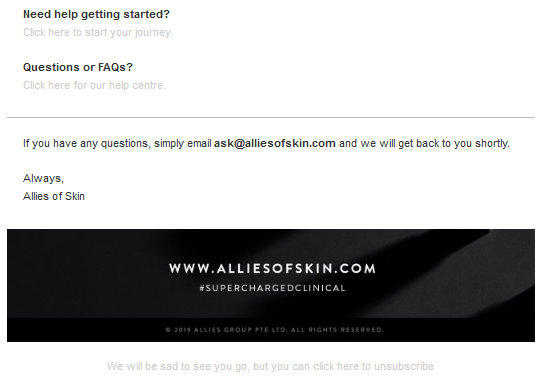 Need help getting started?
Click here to start your journey.
Questions or FAQs?
Click here for our help centre.
If you have any questions, simply email ask@alliesofskin.com and we will get back to you shortly.
Always,
Allies of Skin
WWW.ALLIESOFSKIN.COM
#SUPERCHARGEDCLINICAL
© 2019 ALLIES GROUP PTE LTD. ALL RIGHTS RESERVED.
We will be sad to see you go, but you can click here to unsubscribe